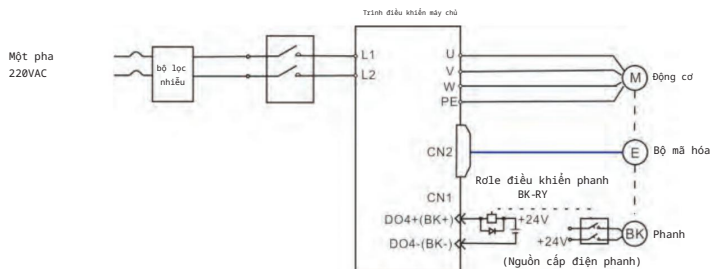 Trình điều khiển máy chủ
Một pha
220VAC
bộ lọc
nhiễu
L1
L2
U
V
W
PE
M
Động cơ
CN2
E
Bộ mã hóa
Rơle điều khiển phanh
BK-RY
CN1
DO4+(BK+)
+24V
DO4-(BK-)
+24V
BK
Phanh
(Nguồn cấp điện phanh)